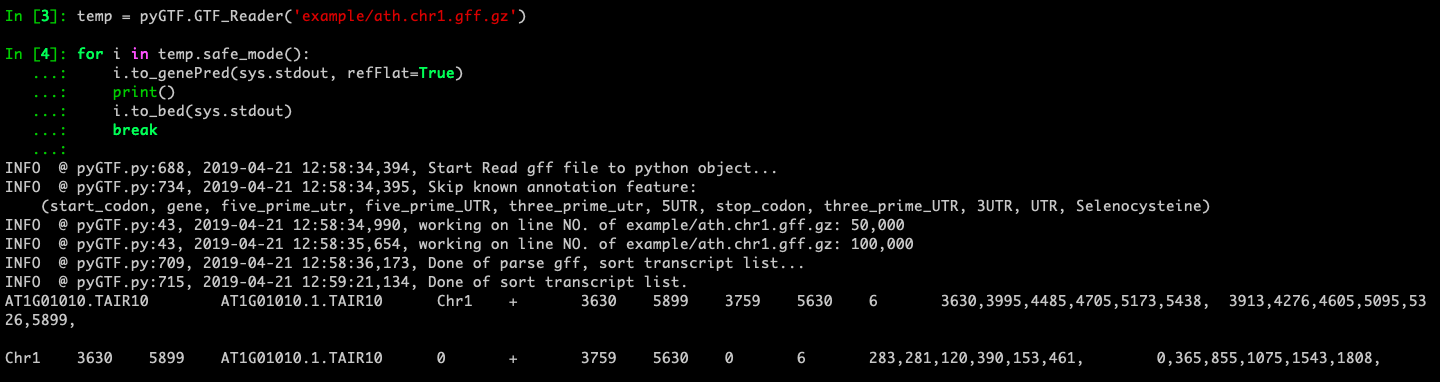 In [3]: temp = pyGTF.GTF_Reader('example/ath.chr1.gff.gz')
In [4]: for i in temp.safe_mode():
   ...:     i.to_genePred(sys.stdout, refFlat=True)
   ...:     print()
   ...:     i.to_bed(sys.stdout)
   ...:     break
   ...:
INFO  @ pyGTF.py:688, 2019-04-21 12:58:34,394, Start Read gff file to python object...
INFO  @ pyGTF.py:734, 2019-04-21 12:58:34,395, Skip known annotation feature:
    (start_codon, gene, five_prime_utr, five_prime_UTR, three_prime_utr, 5UTR, stop_codon, three_prime_UTR, 3UTR, UTR, Selenocysteine)
INFO  @ pyGTF.py:43, 2019-04-21 12:58:34,990, working on line NO. of example/ath.chr1.gff.gz: 50,000
INFO  @ pyGTF.py:43, 2019-04-21 12:58:35,654, working on line NO. of example/ath.chr1.gff.gz: 100,000
INFO  @ pyGTF.py:709, 2019-04-21 12:58:36,173, Done of parse gff, sort transcript list...
INFO  @ pyGTF.py:715, 2019-04-21 12:59:21,134, Done of sort transcript list.
AT1G01010.TAIR10        AT1G01010.1.TAIR10      Chr1    +       3630    5899    3759    5630    6       3630,3995,4485,4705,5173,5438,  3913,4276,4605,5095,53
26,5899,
Chr1    3630    5899    AT1G01010.1.TAIR10      0       +       3759    5630    0       6       283,281,120,390,153,461,        0,365,855,1075,1543,1808,